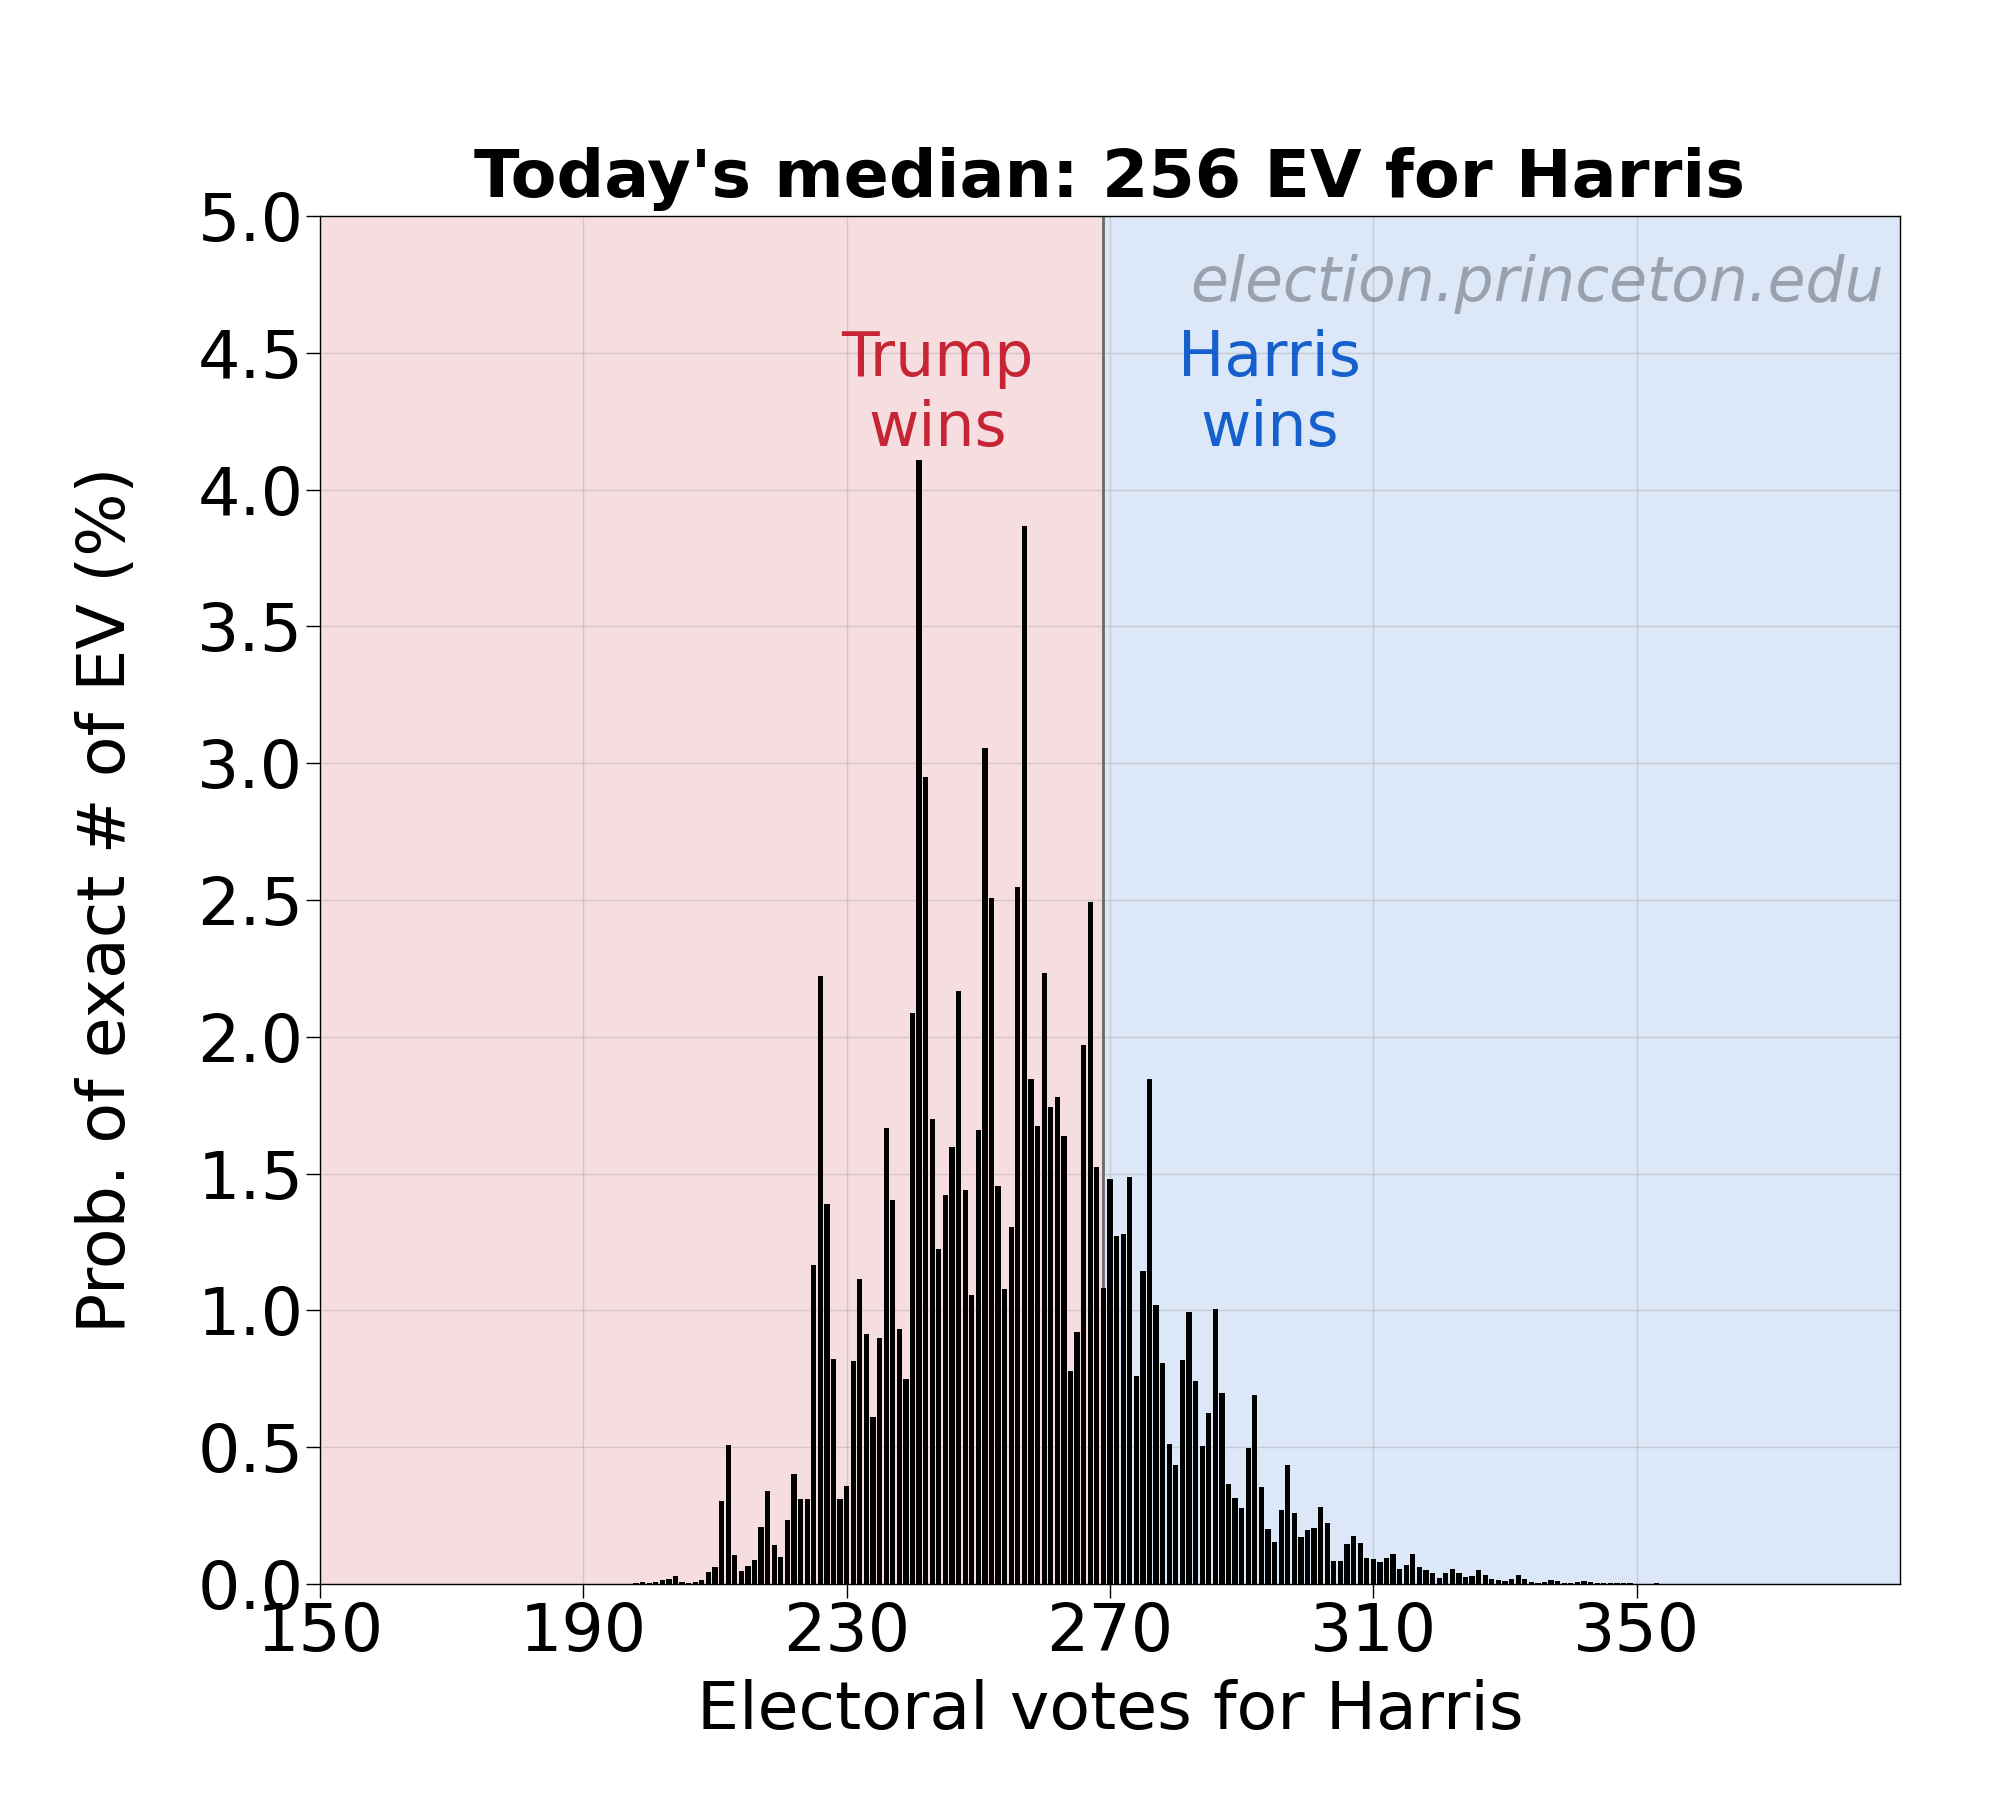 Today's median: 256 EV for Harris
election.princeton.edu
Trump
wins
Harris
wins
Prob. of exact # of EV (%)
5.0
4.5
4.0
3.5
3.0
2.5
2.0
1.5
1.0
0.5
0.0
150 190 230 270 310 350
Electoral votes for Harris